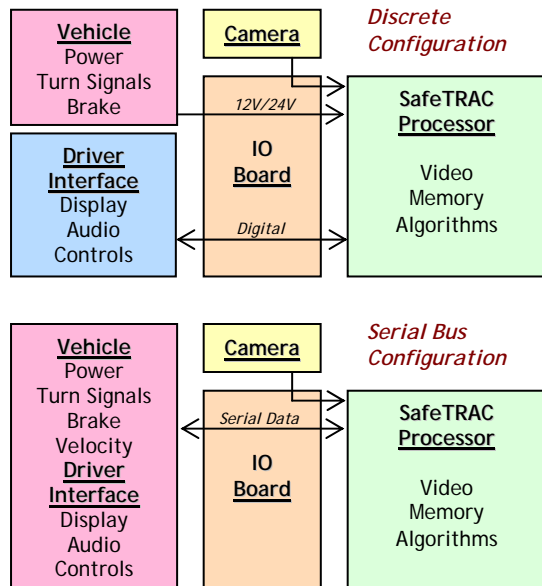 Vehicle
Power
Turn Signals
Brake
Camera
Discrete
Configuration
12V/24V
IO
Board
SafeTRAC
Processor
Video
Memory
Algorithms
Driver
Interface
Display
Audio
Controls
Digital
Vehicle
Power
Turn Signals
Brake
Velocity
Driver
Interface
Display
Audio
Controls
Camera
Serial Bus
Configuration
Serial Data
IO
Board
SafeTRAC
Processor
Video
Memory
Algorithms